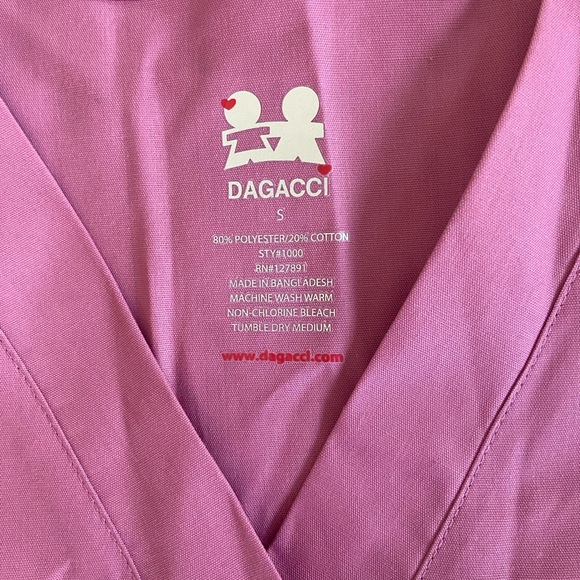 DAGACCI
S
80% POLYESTER/20% COTTON
STY#1000
RN#127891
MADE IN BANGLADESH
MACHINE WASH WARM
NON-CHLORINE BLEACH
TUMBLE DRY MEDIUM
www.dagacci.com